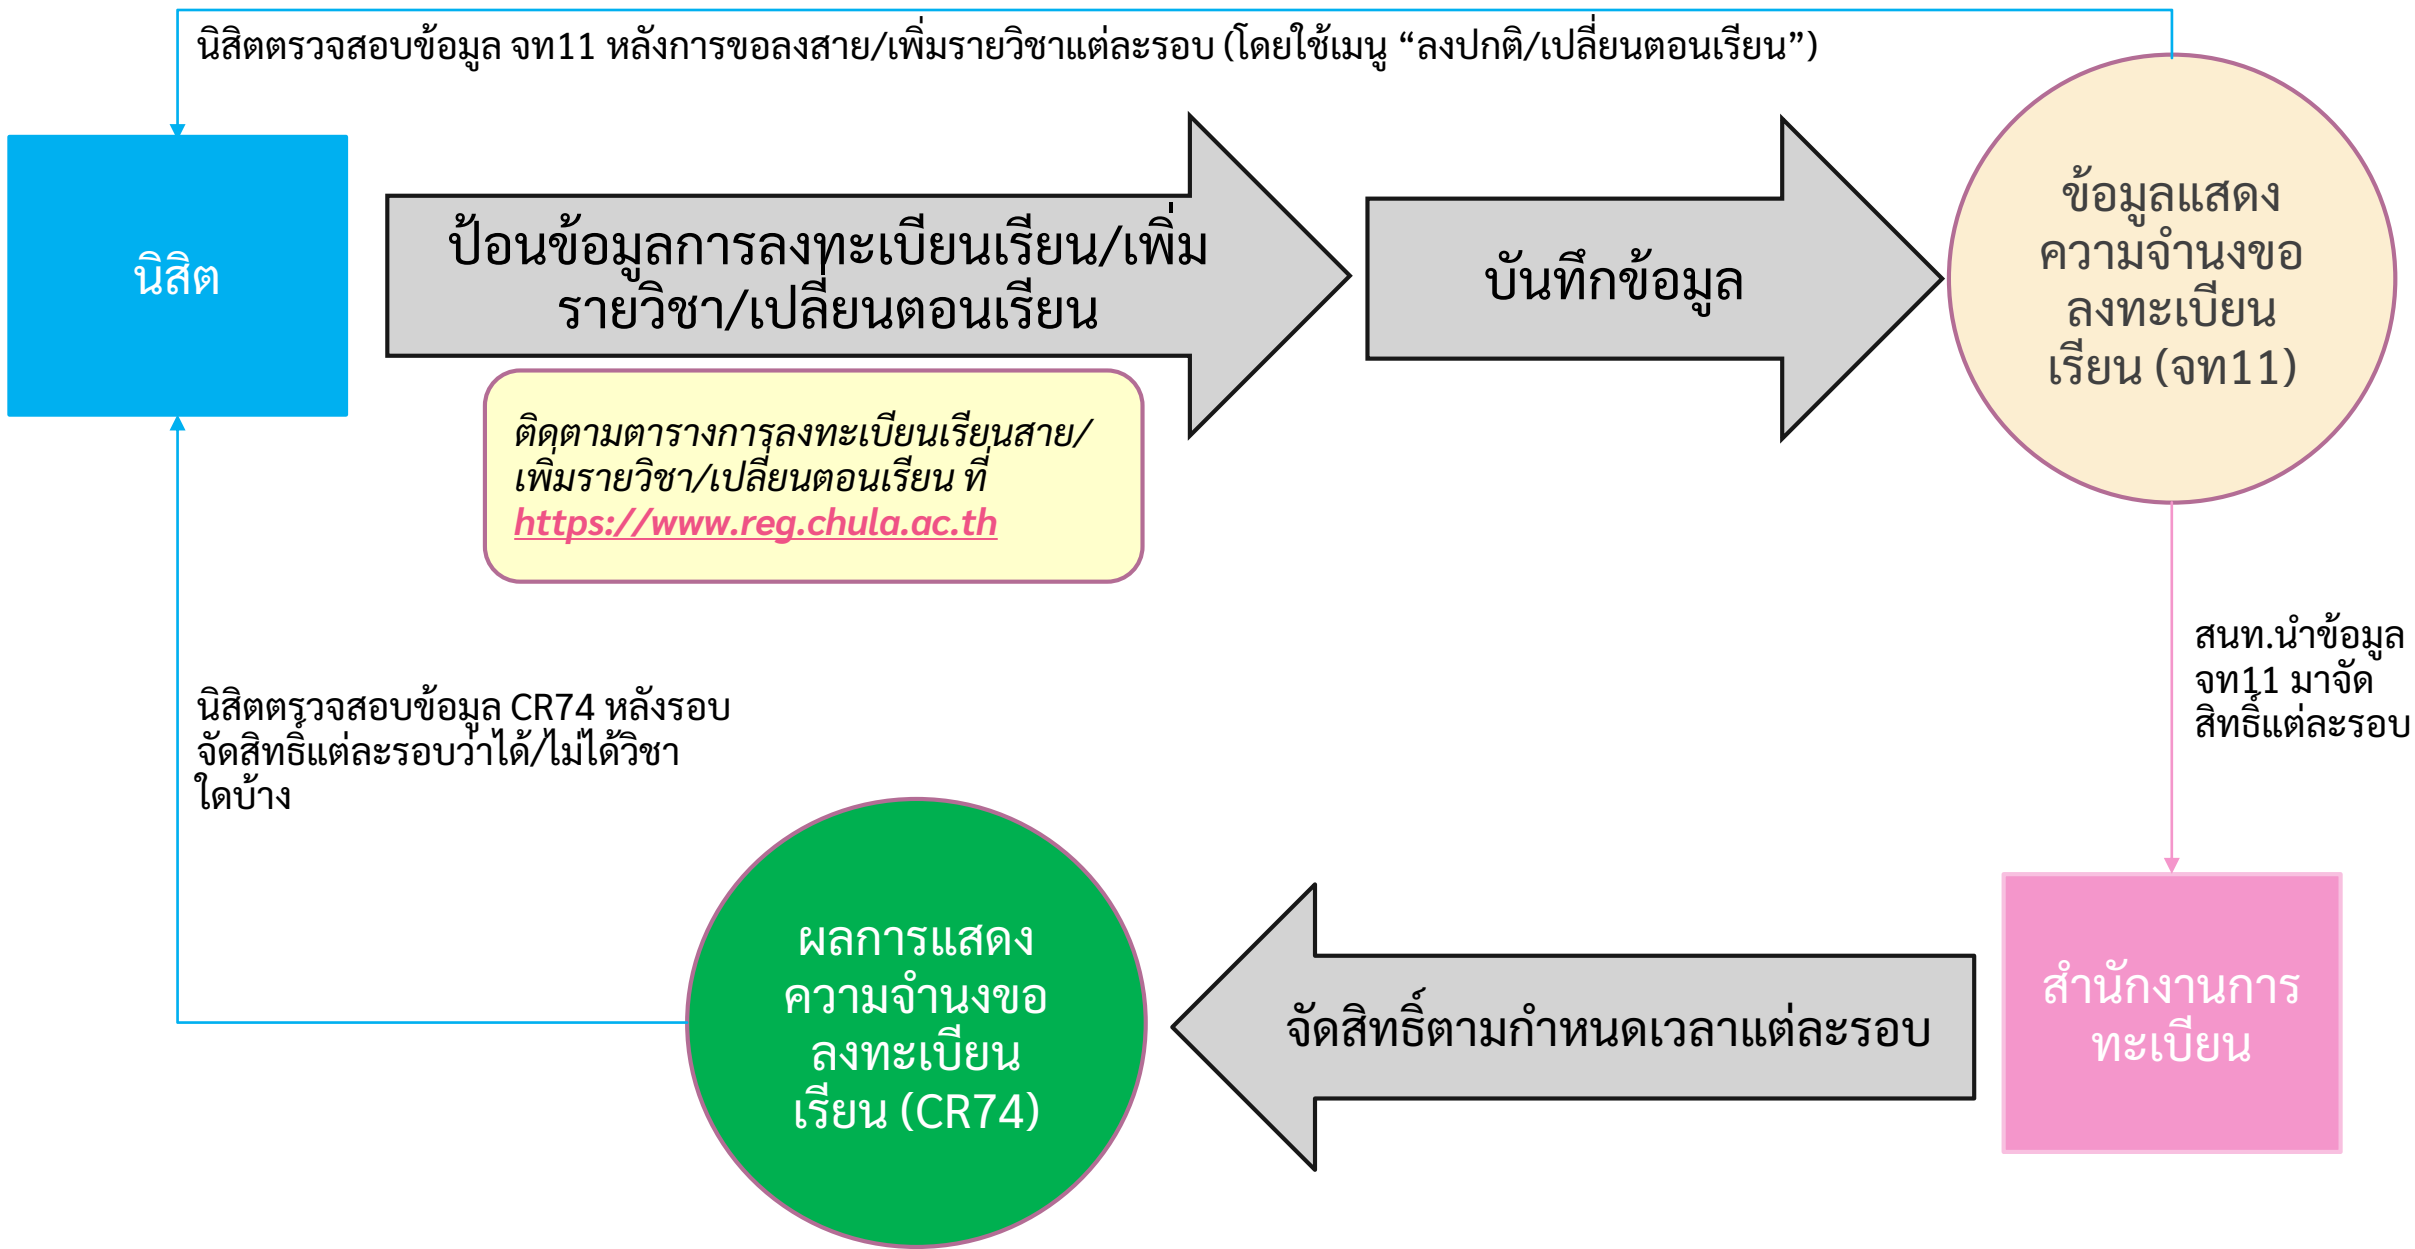 นิสิตตรวจสอบข้อมูล จท11 หลังการขอลงสาย/เพิ่มรายวิชาแต่ละรอบ (โดยใช้เมนู “ลงปกติ/เปลี่ยนตอนเรียน”)
นิสิต
ป้อนข้อมูลการลงทะเบียนเรียน/เพิ่ม
รายวิชา/เปลี่ยนตอนเรียน
บันทึกข้อมูล
ข้อมูลแสดง
ความจำนงขอ
ลงทะเบียน
เรียน (จท11)
ติดตามตารางการลงทะเบียนเรียนสาย/
เพิ่มรายวิชา/เปลี่ยนตอนเรียน ที่
https://www.reg.chula.ac.th
สนท.นำข้อมูล
จท11 มาจัด
สิทธิ์แต่ละรอบ
นิสิตตรวจสอบข้อมูล CR74 หลังรอบ
จัดสิทธิ์แต่ละรอบว่าได้/ไม่ได้วิชา
ใดบ้าง
ผลการแสดง
ความจำนงขอ
ลงทะเบียน
เรียน (CR74)
จัดสิทธิ์ตามกำหนดเวลาแต่ละรอบ
สำนักงานการ
ทะเบียน